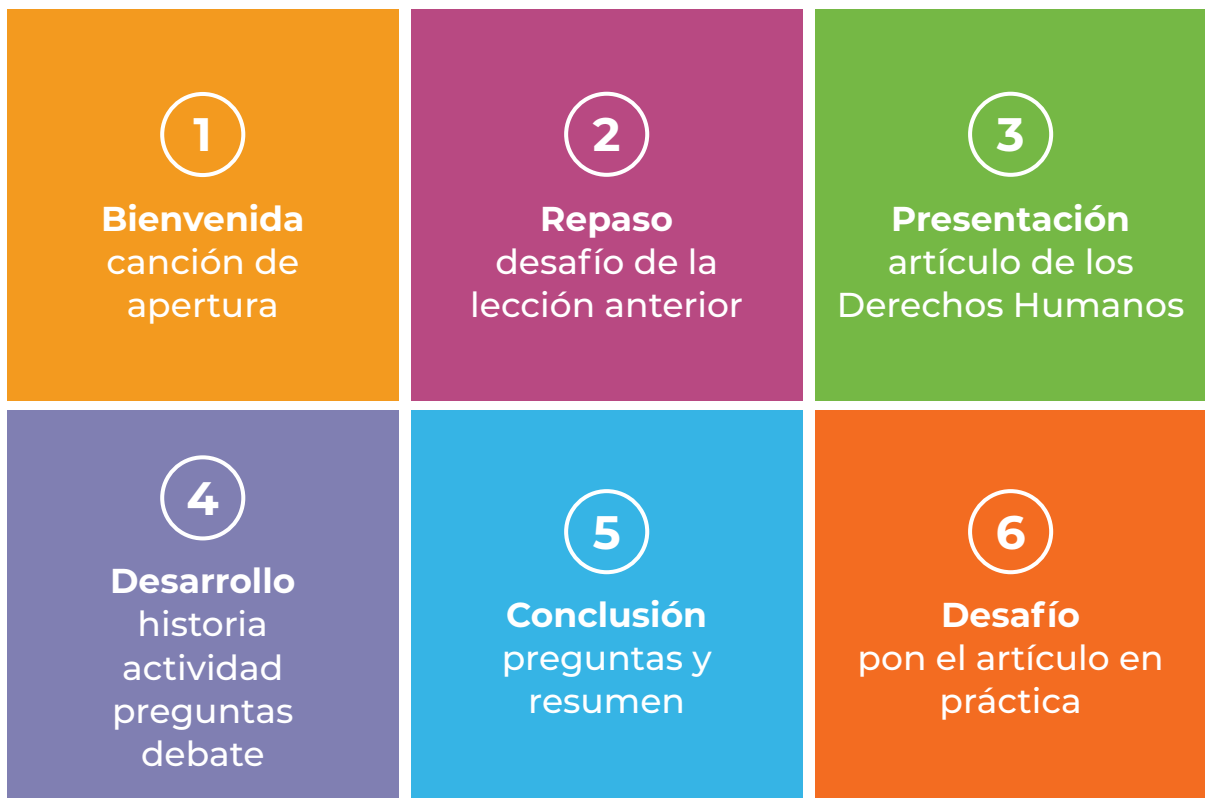 1
Bienvenida
canción de
apertura
2
Repaso
desafío de la
lección anterior
3
Presentación
artículo de los
Derechos Humanos
4
Desarrollo
historia
actividad
preguntas
debate
5
Conclusión
preguntas y
resumen
6
Desafío
pon el artículo en
práctica